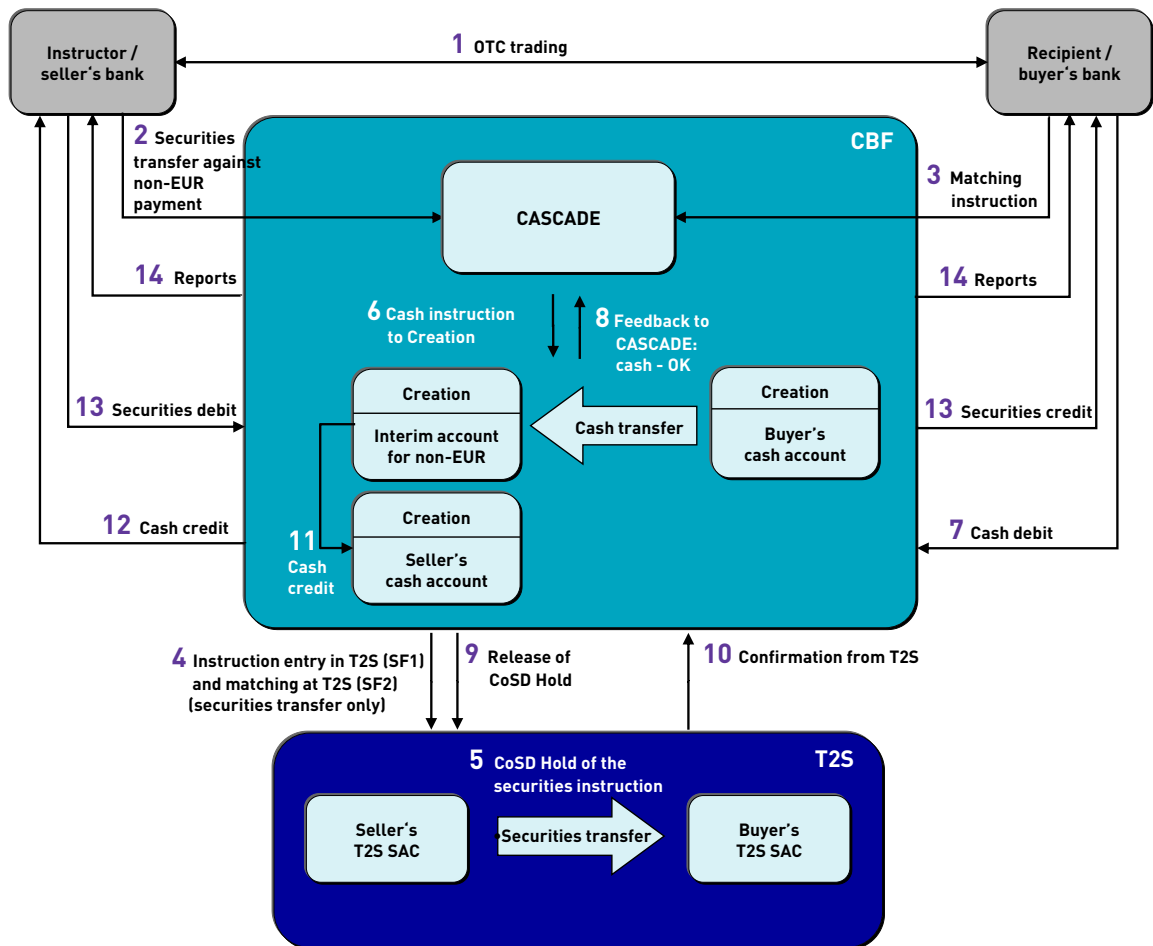 Instructor /
seller‘s bank
1 OTC trading
Recipient /
buyer's bank
CBF
2 Securities
transfer against
non-EUR
payment
CASCADE
3 Matching
instruction
14 Reports
14 Reports
6 Cash instruction
to Creation
8 Feedback to
CASCADE:
cash - OK
Creation
Interim account
for non-EUR
Cash transfer
Creation
Buyer's
cash account
13 Securities debit
13 Securities credit
12 Cash credit
11
Cash
credit
Creation
Seller's
cash account
7 Cash debit
4 Instruction entry in T2S (SF1)
and matching at T2S (SF2)
(securities transfer only)
9 Release of
CoSD Hold
10 Confirmation from T2S
T2S
5 CoSD Hold of the
securities instruction
Seller‘s
T2S SAC
Securities transfer
Buyer's
T2S SAC